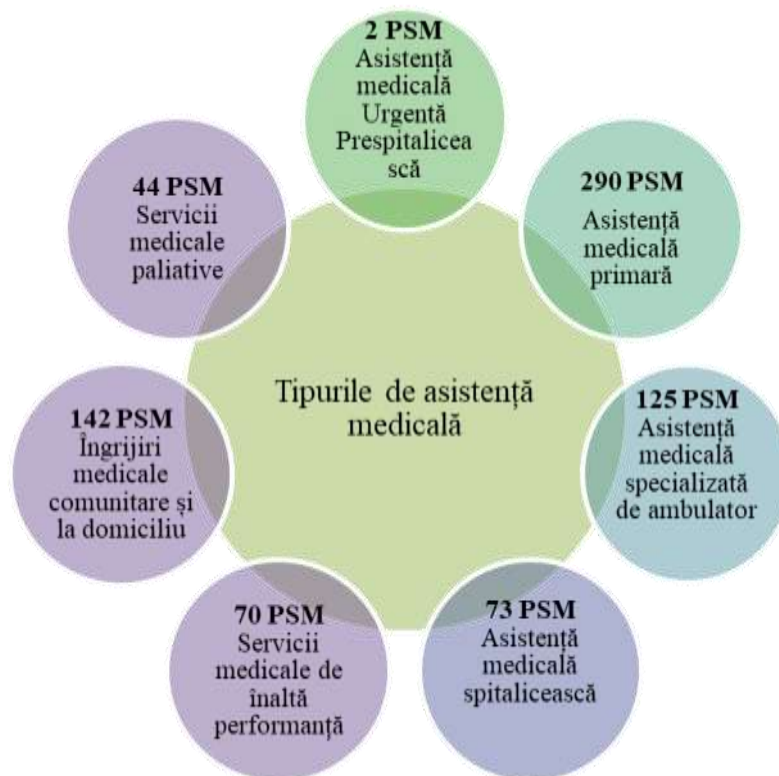 2 PSM
Asistență
medicală
Urgentă
Prespitalicea
scă
290 PSM
Asistență
medicală
primară
125 PSM
Asistență
medicală
specializată
de ambulator
73 PSM
Asistență
medicală
spitalicească
70 PSM
Servicii
medicale de
înaltă
performanță
142 PSM
Îngrijiri
medicale
comunitare și
la domiciliu
44 PSM
Servicii
medicale
paliative
Tipurile de asistență
medicală